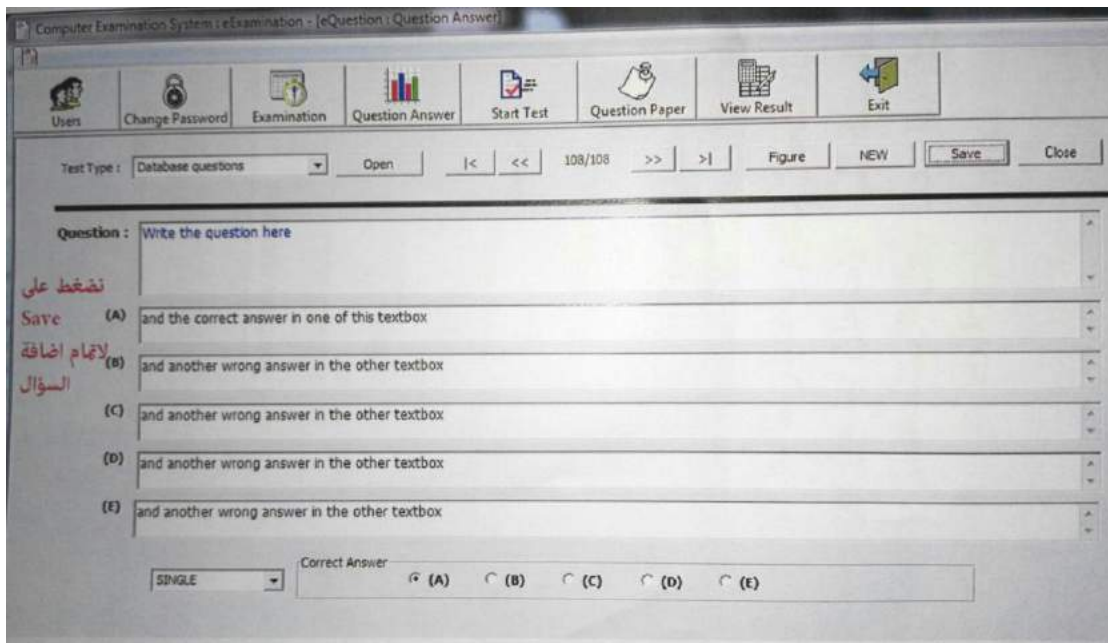 Computer Examination System : eExamination - [eQuestion : Question Answer]
Users Change Password Examination Question Answer Start Test Question Paper View Result Exit
Test Type : Database questions Open |< << 108/108 >> >| Figure NEW Save Close
Question : Write the question here
تضغط على
Save
لاتمام اضافة
السؤال
(A) and the correct answer in one of this textbox
(B) and another wrong answer in the other textbox
(C) and another wrong answer in the other textbox
(D) and another wrong answer in the other textbox
(E) and another wrong answer in the other textbox
SINGLE Correct Answer (A) (B) (C) (D) (E)